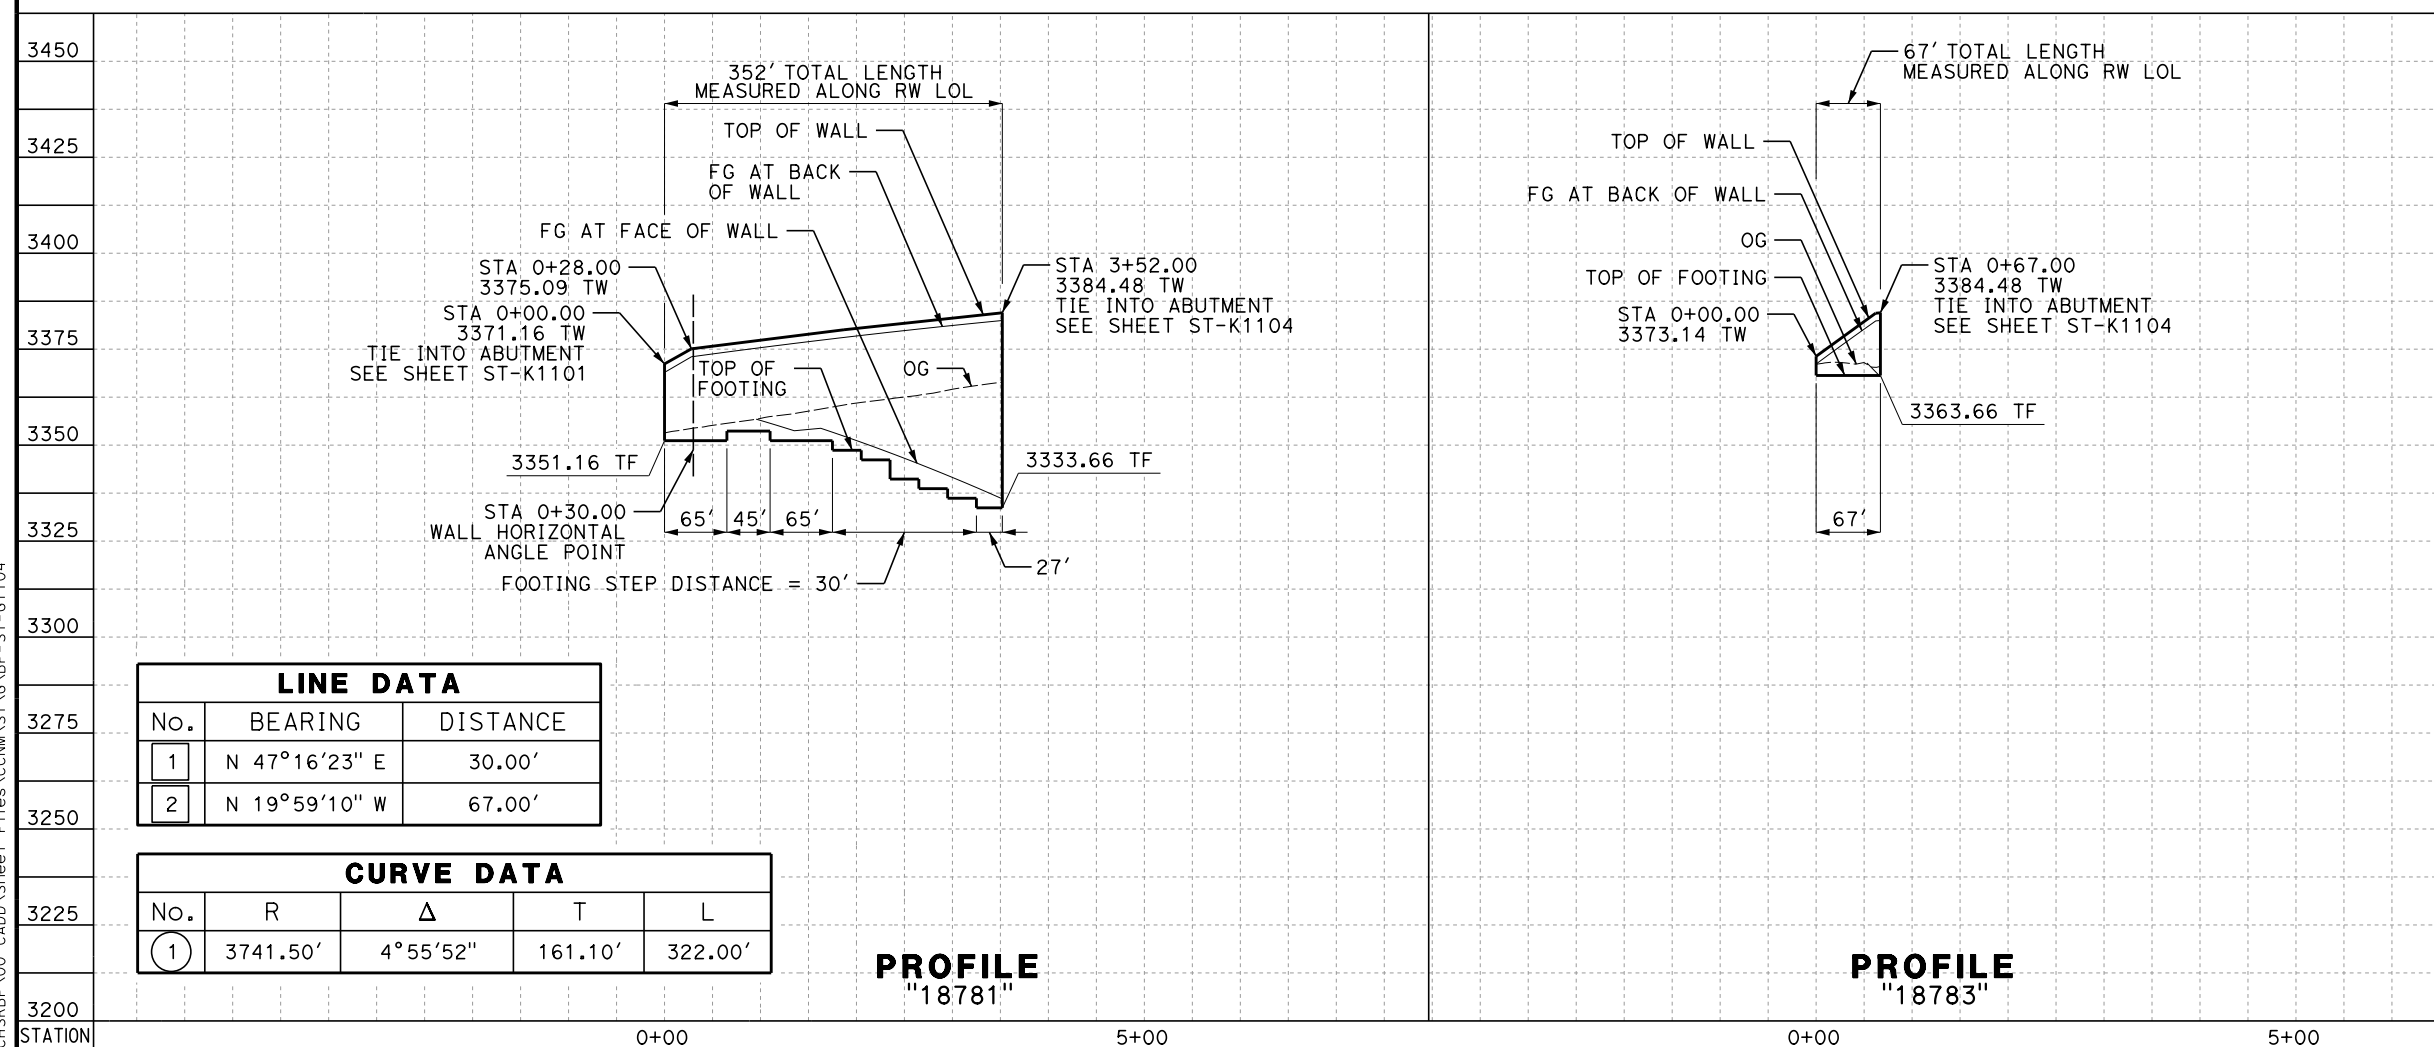 3450
3425
3400
3375
3350
3325
3300
3275
3250
3225
3200
STATION
352' TOTAL LENGTH
MEASURED ALONG RW LOL
TOP OF WALL
FG AT BACK
OF WALL
FG AT FACE OF WALL
STA 0+28.00
3375.09 TW
STA 0+00.00
3371.16 TW
TIE INTO ABUTMENT
SEE SHEET ST-K1101
STA 3+52.00
3384.48 TW
TIE INTO ABUTMENT
SEE SHEET ST-K1104
TOP OF
FOOTING
OG
3351.16 TF
3333.66 TF
STA 0+30.00
WALL HORIZONTAL
ANGLE POINT
65'
45'
65'
27'
FOOTING STEP DISTANCE = 30'
LINE DATA
No. BEARING DISTANCE
1 N 47°16'23" E 30.00'
2 N 19°59'10" W 67.00'
CURVE DATA
No. R Δ T L
1 3741.50' 4°55'52" 161.10' 322.00'
PROFILE
"18781"
0+00
5+00
67' TOTAL LENGTH
MEASURED ALONG RW LOL
TOP OF WALL
FG AT BACK OF WALL
OG
TOP OF FOOTING
STA 0+00.00
3373.14 TW
STA 0+67.00
3384.48 TW
TIE INTO ABUTMENT
SEE SHEET ST-K1104
3363.66 TF
67'
PROFILE
"18783"
0+00
5+00